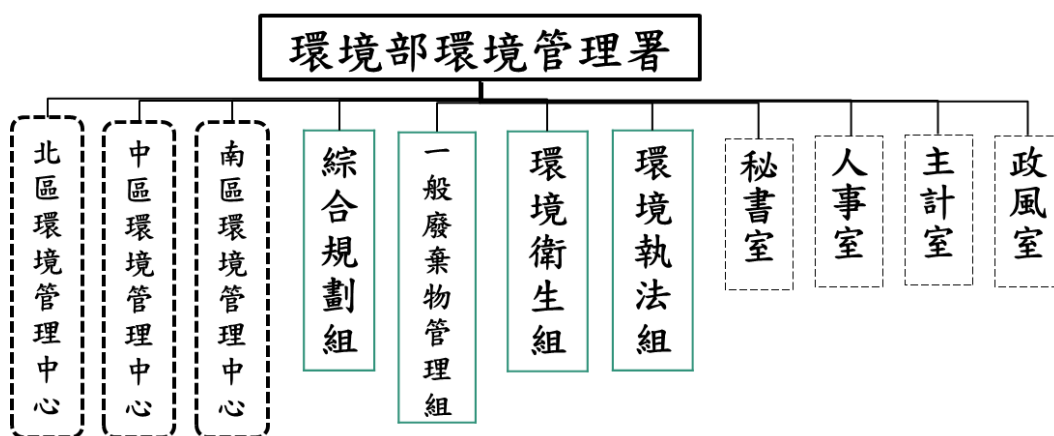 環境部環境管理署
北區環境管理中心
中區環境管理中心
南區環境管理中心
綜合規劃組
一般廢棄物管理組
環境衛生組
環境執法組
秘書室
人事室
主計室
政風室